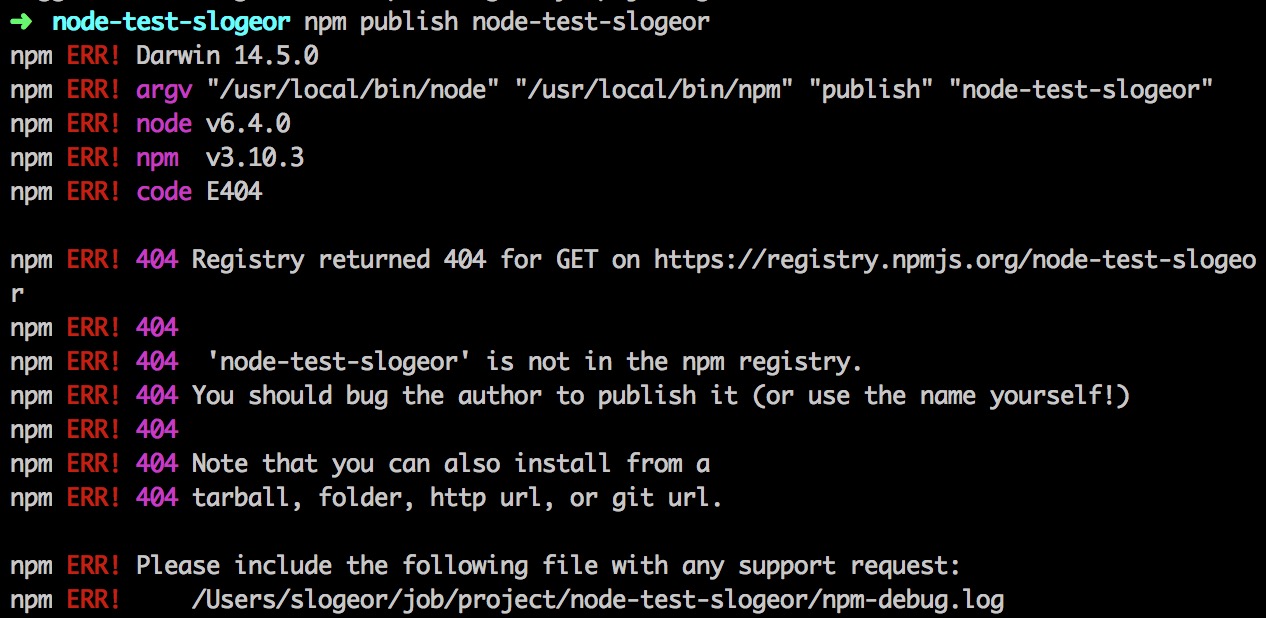 ➜  node-test-slogeor npm publish node-test-slogeor
npm ERR! Darwin 14.5.0
npm ERR! argv "/usr/local/bin/node" "/usr/local/bin/npm" "publish" "node-test-slogeor"
npm ERR! node v6.4.0
npm ERR! npm  v3.10.3
npm ERR! code E404
npm ERR! 404 Registry returned 404 for GET on https://registry.npmjs.org/node-test-slogeo
r
npm ERR! 404
npm ERR! 404  'node-test-slogeor' is not in the npm registry.
npm ERR! 404 You should bug the author to publish it (or use the name yourself!)
npm ERR! 404
npm ERR! 404 Note that you can also install from a
npm ERR! 404 tarball, folder, http url, or git url.
npm ERR! Please include the following file with any support request:
npm ERR!     /Users/slogeor/job/project/node-test-slogeor/npm-debug.log